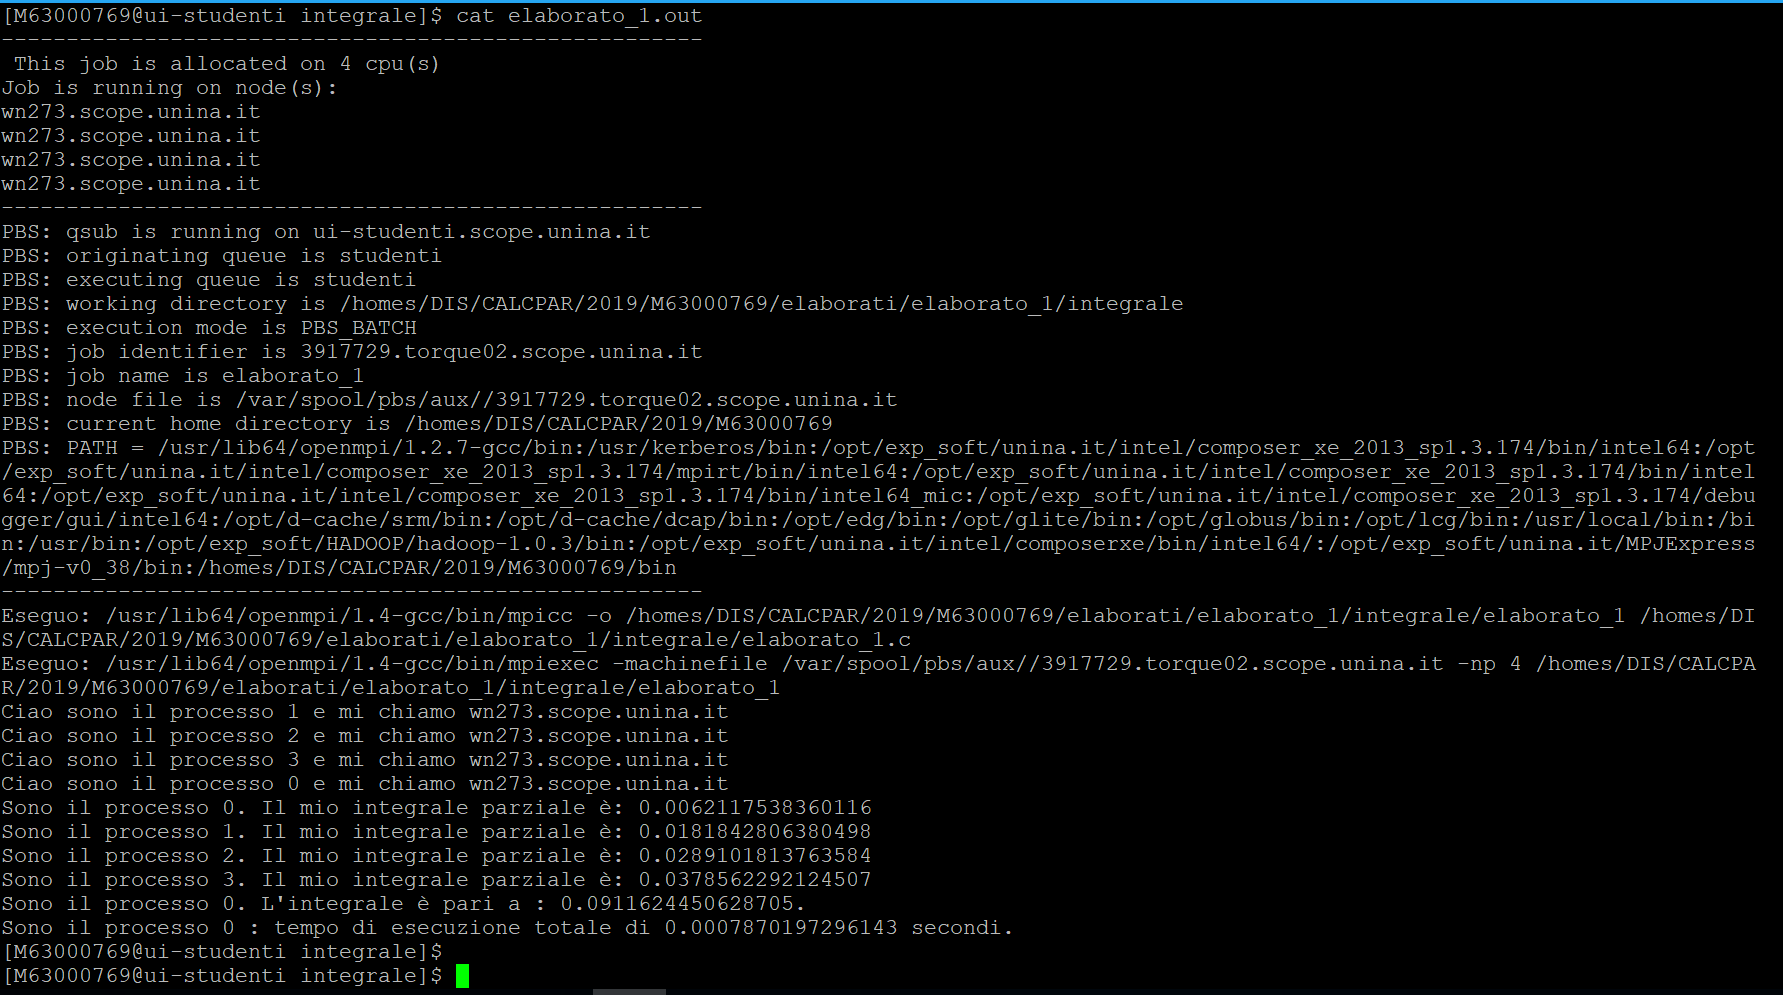 [M63000769@ui-studenti integrale]$ cat elaborato_1.out
------------------------------------------------------
 This job is allocated on 4 cpu(s)
Job is running on node(s):
wn273.scope.unina.it
wn273.scope.unina.it
wn273.scope.unina.it
wn273.scope.unina.it
------------------------------------------------------
PBS: qsub is running on ui-studenti.scope.unina.it
PBS: originating queue is studenti
PBS: executing queue is studenti
PBS: working directory is /homes/DIS/CALCPAR/2019/M63000769/elaborati/elaborato_1/integrale
PBS: execution mode is PBS_BATCH
PBS: job identifier is 3917729.torque02.scope.unina.it
PBS: job name is elaborato_1
PBS: node file is /var/spool/pbs/aux//3917729.torque02.scope.unina.it
PBS: current home directory is /homes/DIS/CALCPAR/2019/M63000769
PBS: PATH = /usr/lib64/openmpi/1.2.7-gcc/bin:/usr/kerberos/bin:/opt/exp_soft/unina.it/intel/composer_xe_2013_sp1.3.174/bin/intel64:/opt
/exp_soft/unina.it/intel/composer_xe_2013_sp1.3.174/mpirt/bin/intel64:/opt/exp_soft/unina.it/intel/composer_xe_2013_sp1.3.174/bin/intel
64:/opt/exp_soft/unina.it/intel/composer_xe_2013_sp1.3.174/bin/intel64_mic:/opt/exp_soft/unina.it/intel/composer_xe_2013_sp1.3.174/debu
gger/gui/intel64:/opt/d-cache/srm/bin:/opt/d-cache/dcap/bin:/opt/edg/bin:/opt/glite/bin:/opt/globus/bin:/opt/lcg/bin:/usr/local/bin:/bi
n:/usr/bin:/opt/exp_soft/HADOOP/hadoop-1.0.3/bin:/opt/exp_soft/unina.it/intel/composerxe/bin/intel64/:/opt/exp_soft/unina.it/MPJExpress
/mpj-v0_38/bin:/homes/DIS/CALCPAR/2019/M63000769/bin
------------------------------------------------------
Eseguo: /usr/lib64/openmpi/1.4-gcc/bin/mpicc -o /homes/DIS/CALCPAR/2019/M63000769/elaborati/elaborato_1/integrale/elaborato_1 /homes/DI
S/CALCPAR/2019/M63000769/elaborati/elaborato_1/integrale/elaborato_1.c
Eseguo: /usr/lib64/openmpi/1.4-gcc/bin/mpiexec -machinefile /var/spool/pbs/aux//3917729.torque02.scope.unina.it -np 4 /homes/DIS/CALCPA
R/2019/M63000769/elaborati/elaborato_1/integrale/elaborato_1
Ciao sono il processo 1 e mi chiamo wn273.scope.unina.it
Ciao sono il processo 2 e mi chiamo wn273.scope.unina.it
Ciao sono il processo 3 e mi chiamo wn273.scope.unina.it
Ciao sono il processo 0 e mi chiamo wn273.scope.unina.it
Sono il processo 0. Il mio integrale parziale è: 0.0062117538360116
Sono il processo 1. Il mio integrale parziale è: 0.0181842806380498
Sono il processo 2. Il mio integrale parziale è: 0.0289101813763584
Sono il processo 3. Il mio integrale parziale è: 0.0378562292124507
Sono il processo 0. L'integrale è pari a : 0.0911624450628705.
Sono il processo 0 : tempo di esecuzione totale di 0.0007870197296143 secondi.
[M63000769@ui-studenti integrale]$
[M63000769@ui-studenti integrale]$